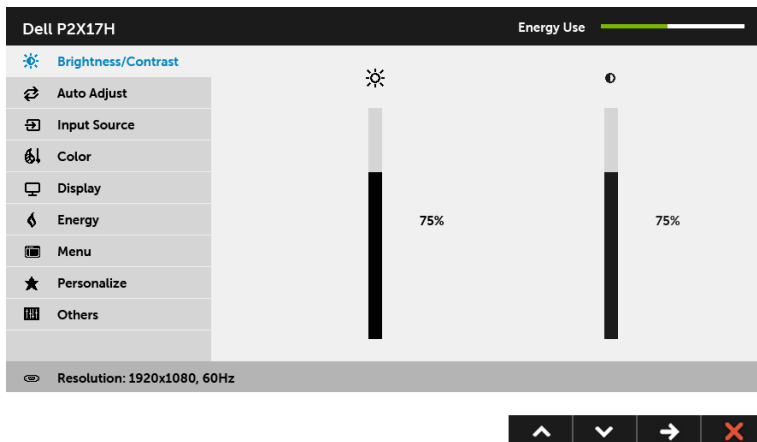 Dell P2X17H
Energy Use
Brightness/Contrast
Auto Adjust
Input Source
Color
Display
Energy
75%
75%
Menu
Personalize
Others
Resolution: 1920x1080, 60Hz